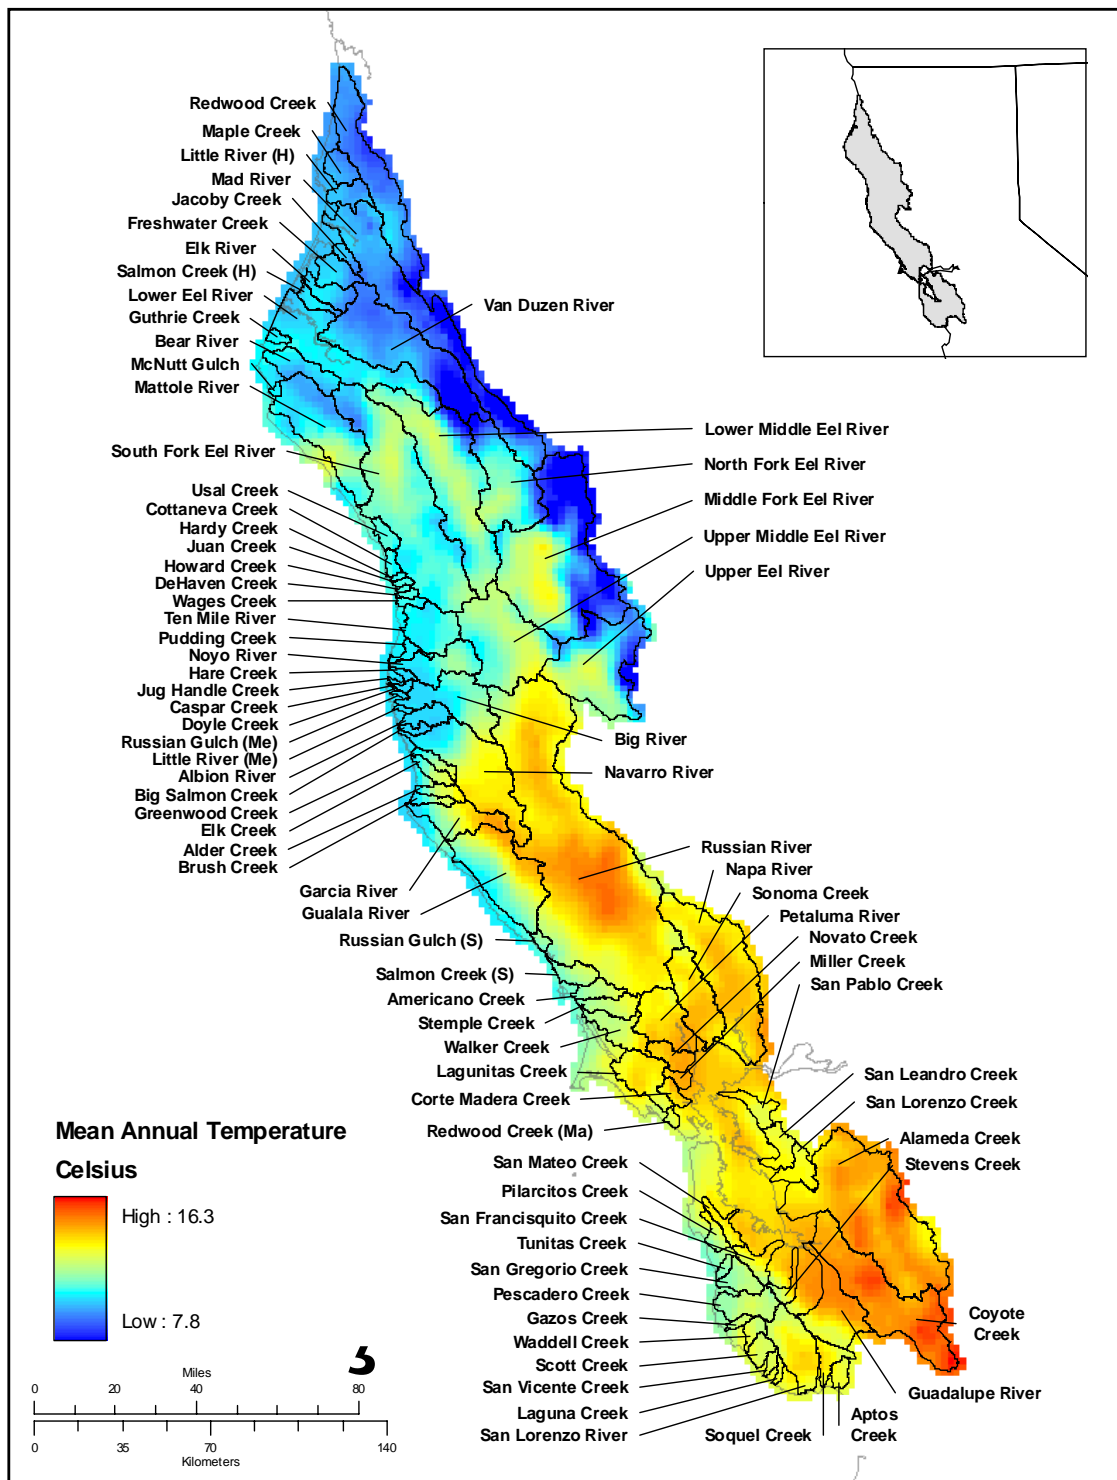 Redwood Creek
Maple Creek
Little River (H)
Mad River
Jacoby Creek
Freshwater Creek
Elk River
Salmon Creek (H)
Lower Eel River
Guthrie Creek
Bear River
McNutt Gulch
Mattole River
South Fork Eel River
Usal Creek
Cottaneva Creek
Hardy Creek
Juan Creek
Howard Creek
DeHaven Creek
Wages Creek
Ten Mile River
Pudding Creek
Noyo River
Hare Creek
Jug Handle Creek
Caspar Creek
Doyle Creek
Russian Gulch (Me)
Little River (Me)
Albion River
Big Salmon Creek
Greenwood Creek
Elk Creek
Alder Creek
Brush Creek
Garcia River
Gualala River
Russian Gulch (S)
Salmon Creek (S)
Americano Creek
Stemple Creek
Walker Creek
Lagunitas Creek
Corte Madera Creek
Redwood Creek (Ma)
San Mateo Creek
Pilarcitos Creek
San Francisquito Creek
Tunitas Creek
San Gregorio Creek
Pescadero Creek
Gazos Creek
Waddell Creek
Scott Creek
San Vicente Creek
Laguna Creek
San Lorenzo River
Van Duzen River
Lower Middle Eel River
North Fork Eel River
Middle Fork Eel River
Upper Middle Eel River
Upper Eel River
Big River
Navarro River
Russian River
Napa River
Sonoma Creek
Petaluma River
Novato Creek
Miller Creek
San Pablo Creek
San Leandro Creek
San Lorenzo Creek
Alameda Creek
Stevens Creek
Coyote
Creek
Guadalupe River
Aptos
Creek
Soquel Creek
Mean Annual Temperature
Celsius
High : 16.3
Low : 7.8
Miles
0 20 40 80
0 35 70 140
Kilometers